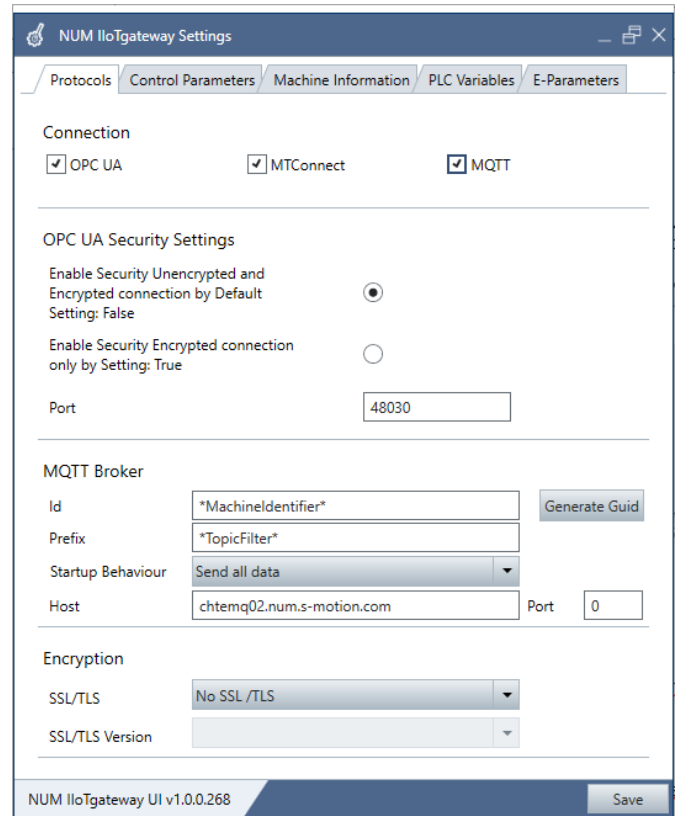 NUM IIoTgateway Settings
Protocols Control Parameters Machine Information PLC Variables E-Parameters
Connection
OPC UA MTConnect MQTT
OPC UA Security Settings
Enable Security Unencrypted and
Encrypted connection by Default
Setting: False
Enable Security Encrypted connection
only by Setting: True
Port 48030
MQTT Broker
Id *MachineIdentifier* Generate Guid
Prefix *TopicFilter*
Startup Behaviour Send all data
Host chtemq02.num.s-motion.com Port 0
Encryption
SSL/TLS No SSL /TLS
SSL/TLS Version
NUM IIoTgateway UI v1.0.0.268 Save